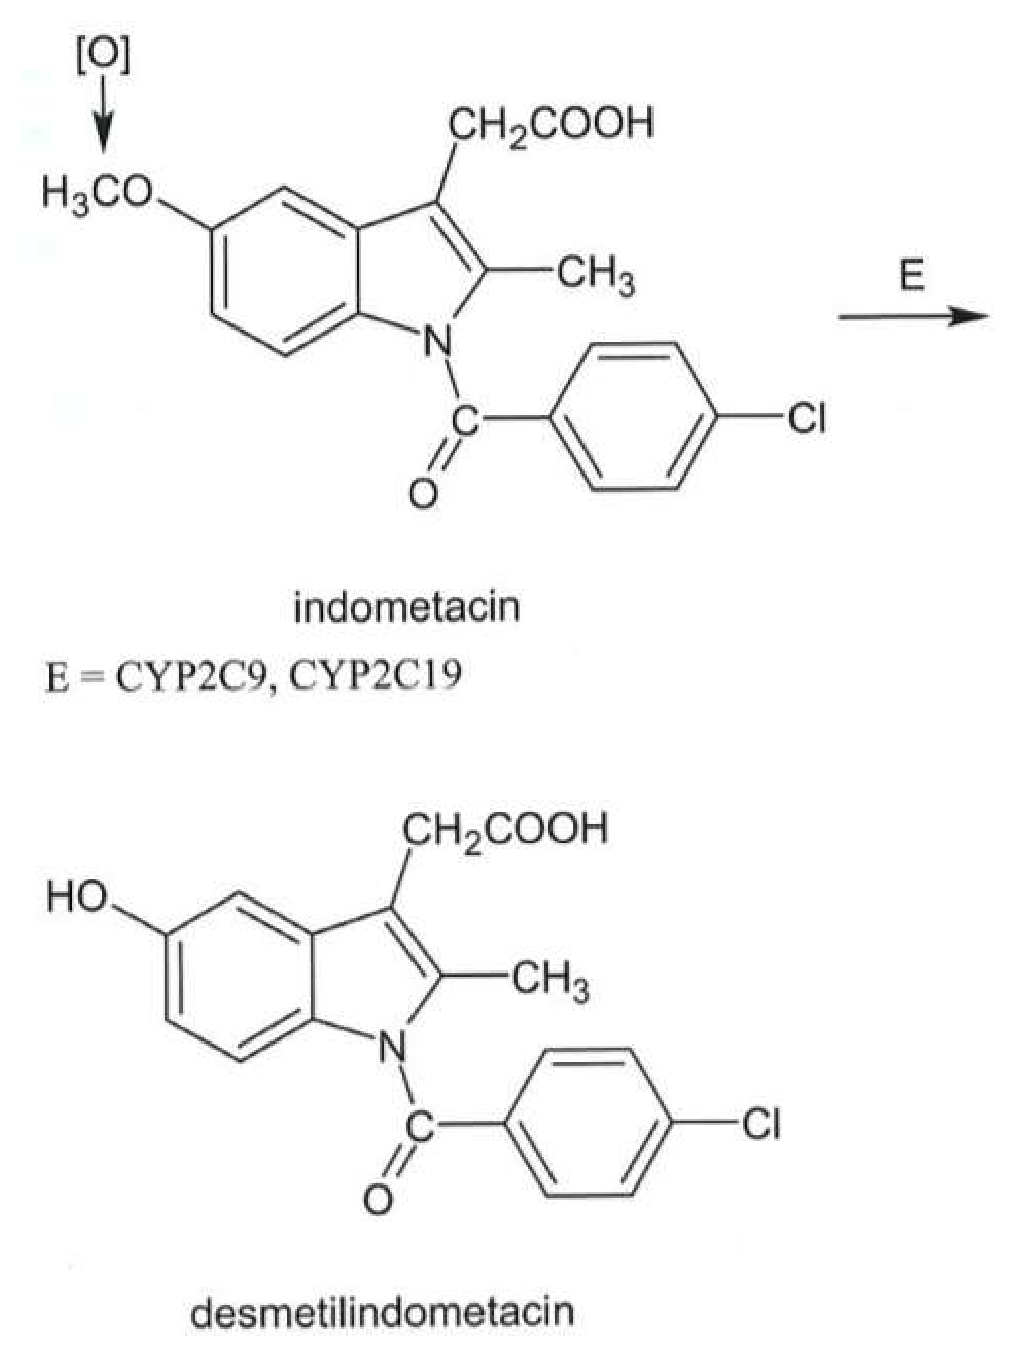 [O]
CH2COOH
H3CO
CH3
E
N
C
Cl
O
indometacin
E = CYP2C9, CYP2C19
CH2COOH
HO
CH3
N
C
Cl
O
desmetilindometacin